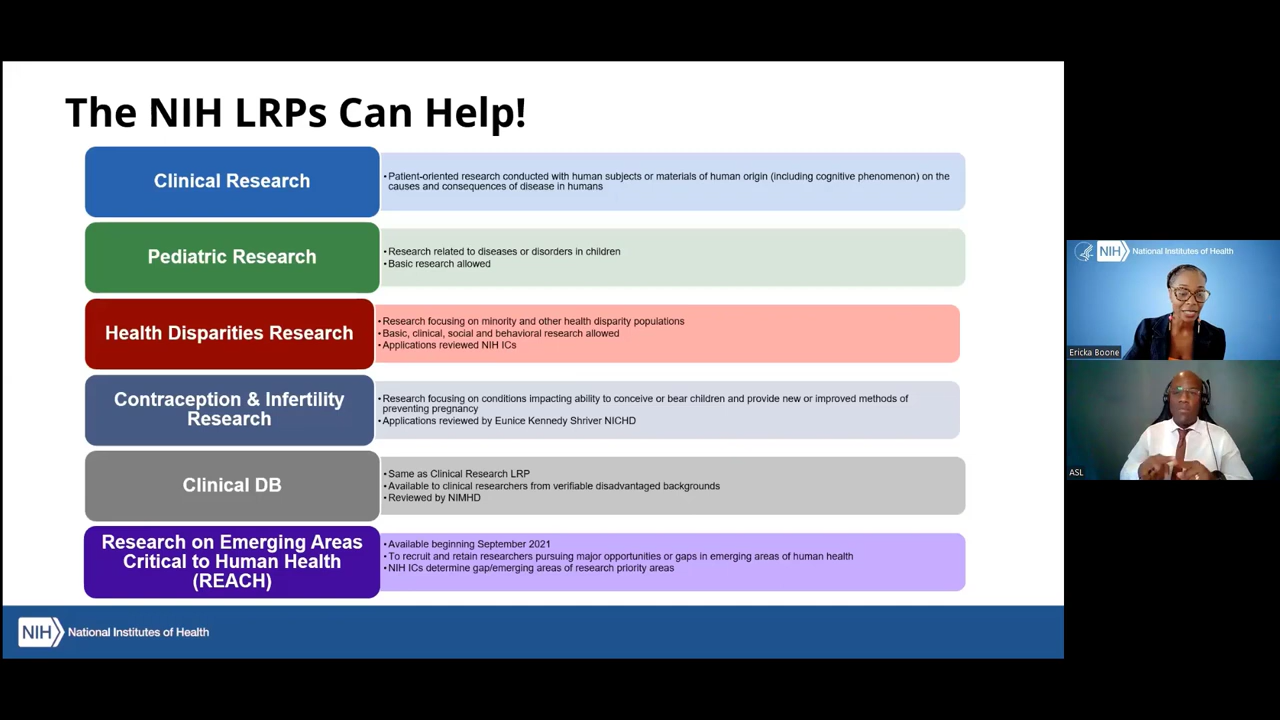 The NIH LRPs Can Help!
Clinical Research
•Patient-oriented research conducted with human subjects or materials of human origin (including cognitive phenomenon) on the
causes and consequences of disease in humans
Pediatric Research
•Research related to diseases or disorders in children
•Basic research allowed
Health Disparities Research
•Research focusing on minority and other health disparity populations
•Basic, clinical, social and behavioral research allowed
•Applications reviewed NIH ICs
Contraception & Infertility
Research
•Research focusing on conditions impacting ability to conceive or bear children and provide new or improved methods of
preventing pregnancy
•Applications reviewed by Eunice Kennedy Shriver NICHD
Clinical DB
•Same as Clinical Research LRP
•Available to clinical researchers from verifiable disadvantaged backgrounds
•Reviewed by NIMHD
Research on Emerging Areas
Critical to Human Health
(REACH)
•Available beginning September 2021
•To recruit and retain researchers pursuing major opportunities or gaps in emerging areas of human health
•NIH ICs determine gap/emerging areas of research priority areas
NIH National Institutes of Health
NIH National Institutes of Health
Ericka Boone
ASL